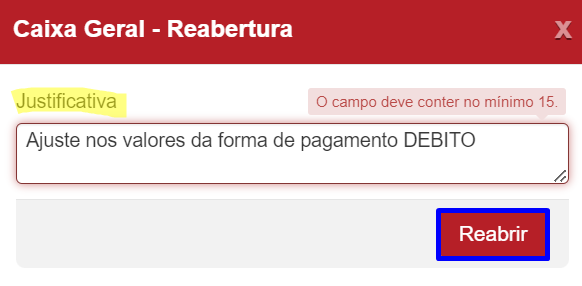 Caixa Geral - Reabertura
X
Justificativa
O campo deve conter no mínimo 15.
Ajuste nos valores da forma de pagamento DEBITO
Reabrir